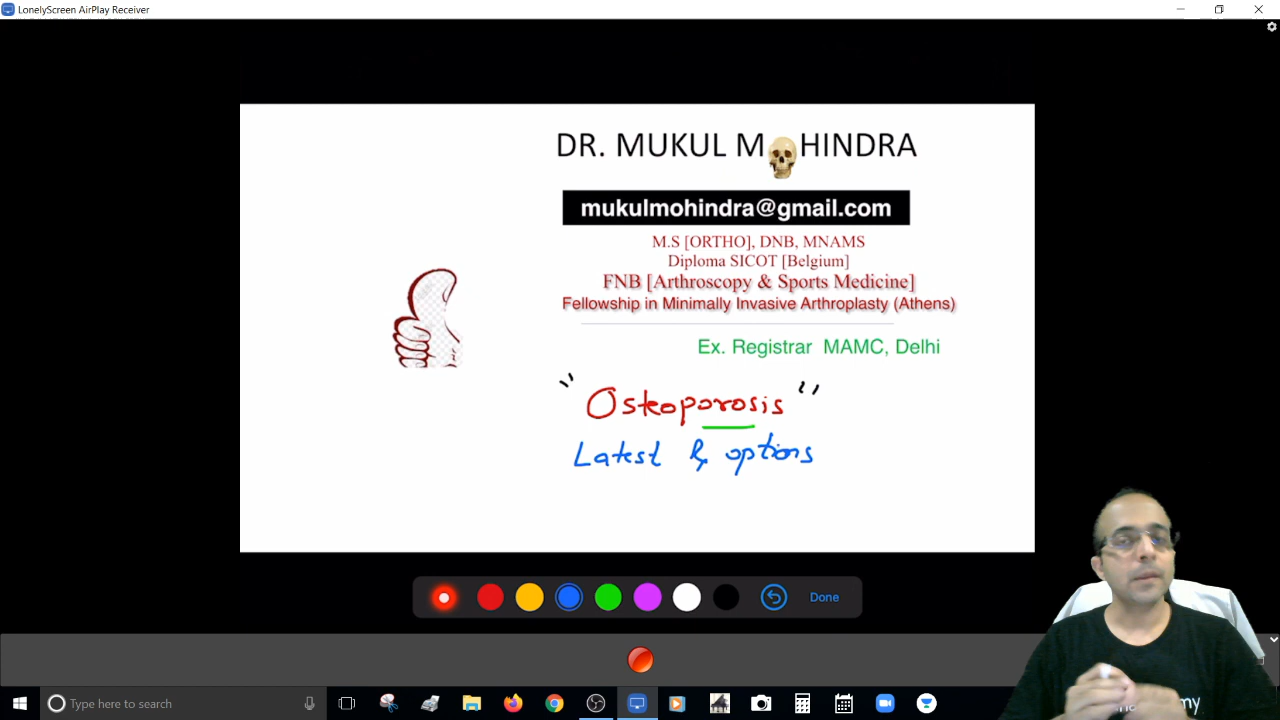 LonelyScreen AirPlay Receiver
DR. MUKUL M HINDRA
mukulmohindra@gmail.com
M.S [ORTHO], DNB, MNAMS
Diploma SICOT [Belgium]
FNB [Arthroscopy & Sports Medicine]
Fellowship in Minimally Invasive Arthroplasty (Athens)
Ex. Registrar MAMC, Delhi
"Osteoporosis"
Latest ℞ options
Done
Type here to search